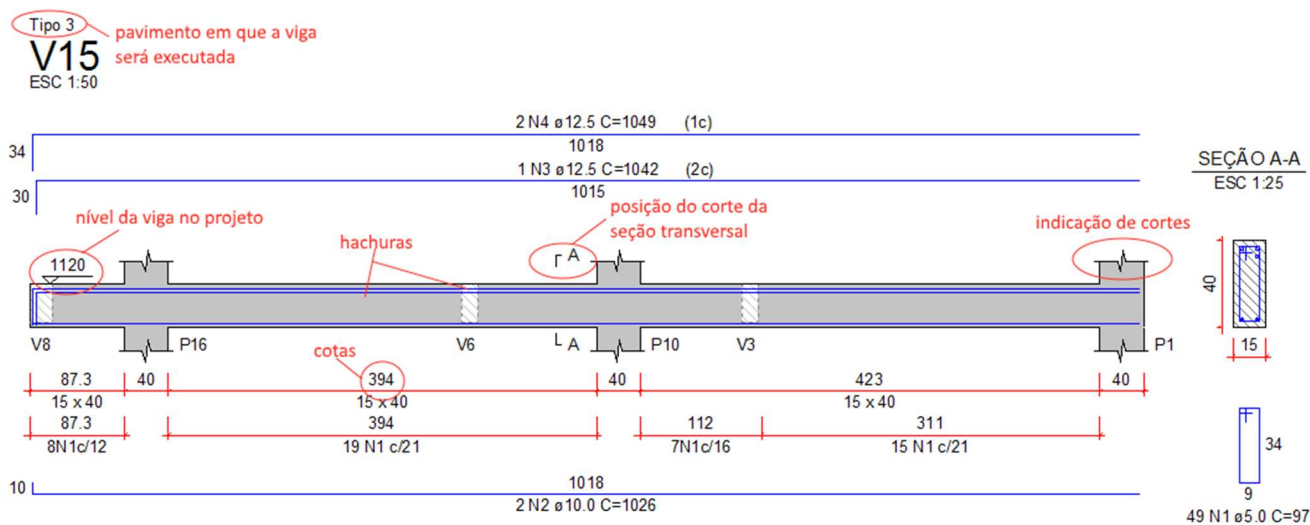 Tipo 3
pavimento em que a viga
será executada
V15
ESC 1:50
2 N4 ø12.5 C=1049 (1c)
34
1018
1 N3 ø12.5 C=1042 (2c)
30
1015
SEÇÃO A-A
ESC 1:25
nível da viga no projeto
posição do corte da
seção transversal
indicação de cortes
hachuras
1120
A
40
V8
P16
V6
A
P10
V3
P1
15
cotas
87.3
40
394
40
423
40
15 x 40
15 x 40
15 x 40
87.3
394
112
311
8N1c/12
19 N1 c/21
7N1c/16
15 N1 c/21
34
9
49 N1 ø5.0 C=97
10
1018
2 N2 ø10.0 C=1026